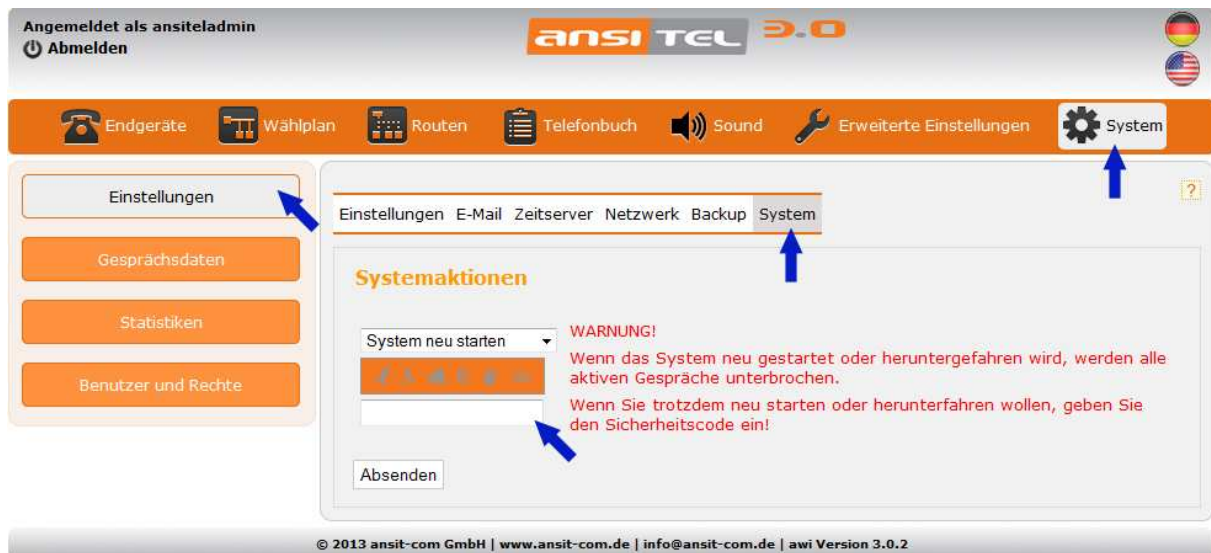 Angemeldet als ansiteladmin
Abmelden
ansi TEL 3.0
Endgeräte
Wählplan
Routen
Telefonbuch
Sound
Erweiterte Einstellungen
System
Einstellungen
Gesprächsdaten
Statistiken
Benutzer und Rechte
?
Einstellungen E-Mail Zeitserver Netzwerk Backup System
Systemaktionen
System neu starten
WARNUNG!
Wenn das System neu gestartet oder heruntergefahren wird, werden alle
aktiven Gespräche unterbrochen.
Wenn Sie trotzdem neu starten oder herunterfahren wollen, geben Sie
den Sicherheitscode ein!
Absenden
© 2013 ansit-com GmbH | www.ansit-com.de | info@ansit-com.de | awi Version 3.0.2